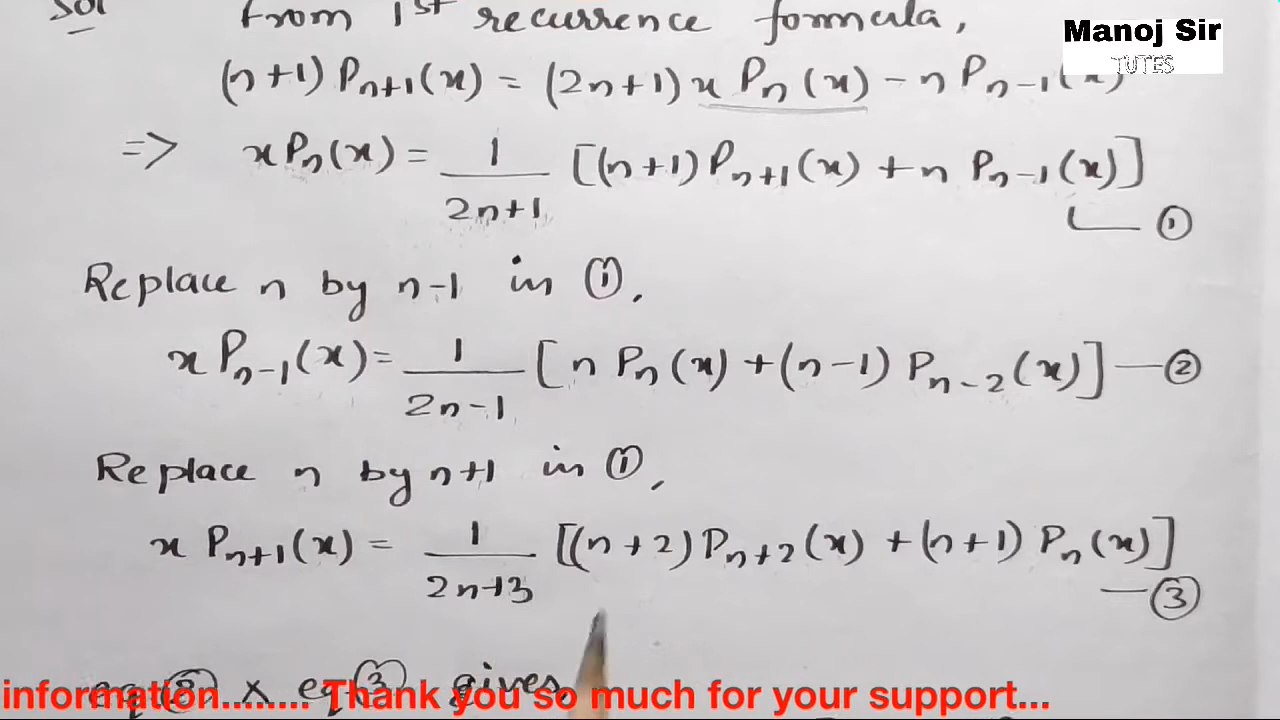 Sol from 1st recurrence formula,
Manoj Sir
TUTES
(n+1) Pn+1(x) = (2n+1) x Pn(x) - n Pn-1(x)
=> xPn(x) = 1/2n+1 [(n+1) Pn+1(x) + n Pn-1(x)]
①
Replace n by n-1 in ①,
x Pn-1(x) = 1/2n-1 [n Pn(x) + (n-1) Pn-2(x)] — ②
Replace n by n+1 in ①,
x Pn+1(x) = 1/2n+3 [(n+2) Pn+2(x) + (n+1) Pn(x)]
— ③
eq ② x eq ③ gives,
information........ Thank you so much for your support...